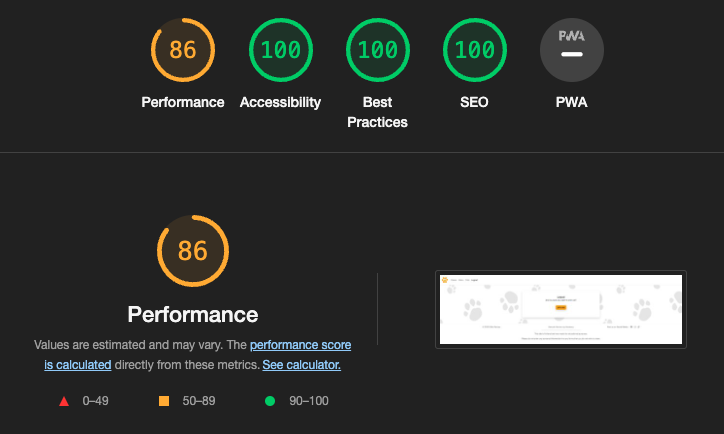 86
100
100
100
PWA
Performance
Accessibility
Best
Practices
SEO
PWA
86
Performance
Values are estimated and may vary. The performance score
is calculated directly from these metrics. See calculator.
0–49
50–89
90–100